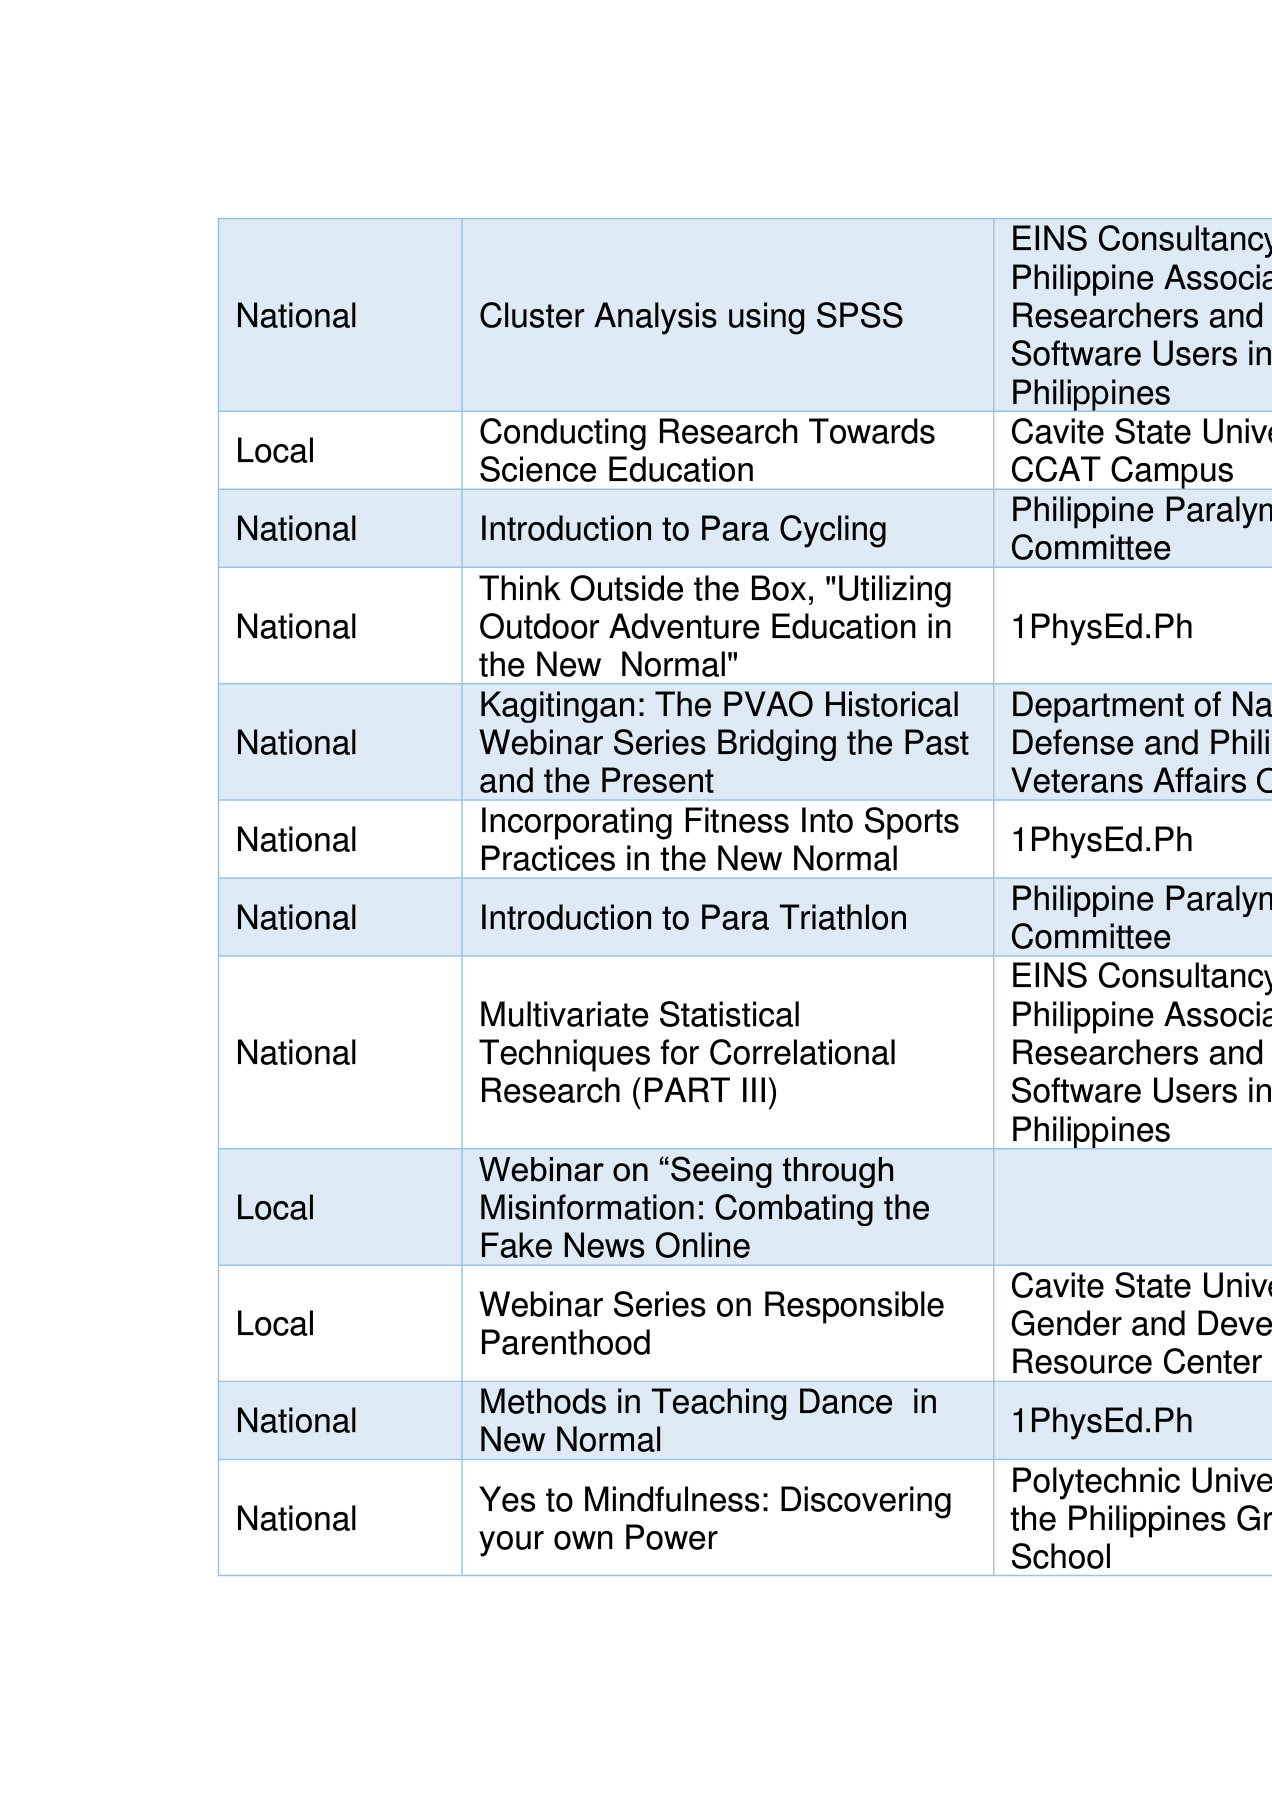 National
Cluster Analysis using SPSS
EINS Consultancy
Philippine Associa
Researchers and
Software Users in
Philippines
Local
Conducting Research Towards
Science Education
Cavite State Unive
CCAT Campus
National
Introduction to Para Cycling
Philippine Paralym
Committee
National
Think Outside the Box, "Utilizing
Outdoor Adventure Education in
the New  Normal"
1PhysEd.Ph
National
Kagitingan: The PVAO Historical
Webinar Series Bridging the Past
and the Present
Department of Na
Defense and Phili
Veterans Affairs O
National
Incorporating Fitness Into Sports
Practices in the New Normal
1PhysEd.Ph
National
Introduction to Para Triathlon
Philippine Paralym
Committee
National
Multivariate Statistical
Techniques for Correlational
Research (PART III)
EINS Consultancy
Philippine Associa
Researchers and
Software Users in
Philippines
Local
Webinar on “Seeing through
Misinformation: Combating the
Fake News Online
Local
Webinar Series on Responsible
Parenthood
Cavite State Unive
Gender and Deve
Resource Center
National
Methods in Teaching Dance  in
New Normal
1PhysEd.Ph
National
Yes to Mindfulness: Discovering
your own Power
Polytechnic Unive
the Philippines Gr
School